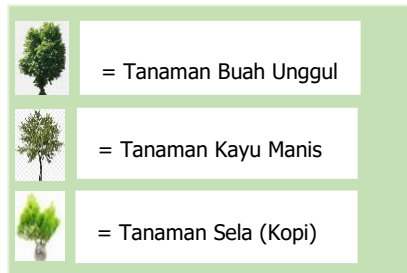 = Tanaman Buah Unggul
= Tanaman Kayu Manis
= Tanaman Sela (Kopi)